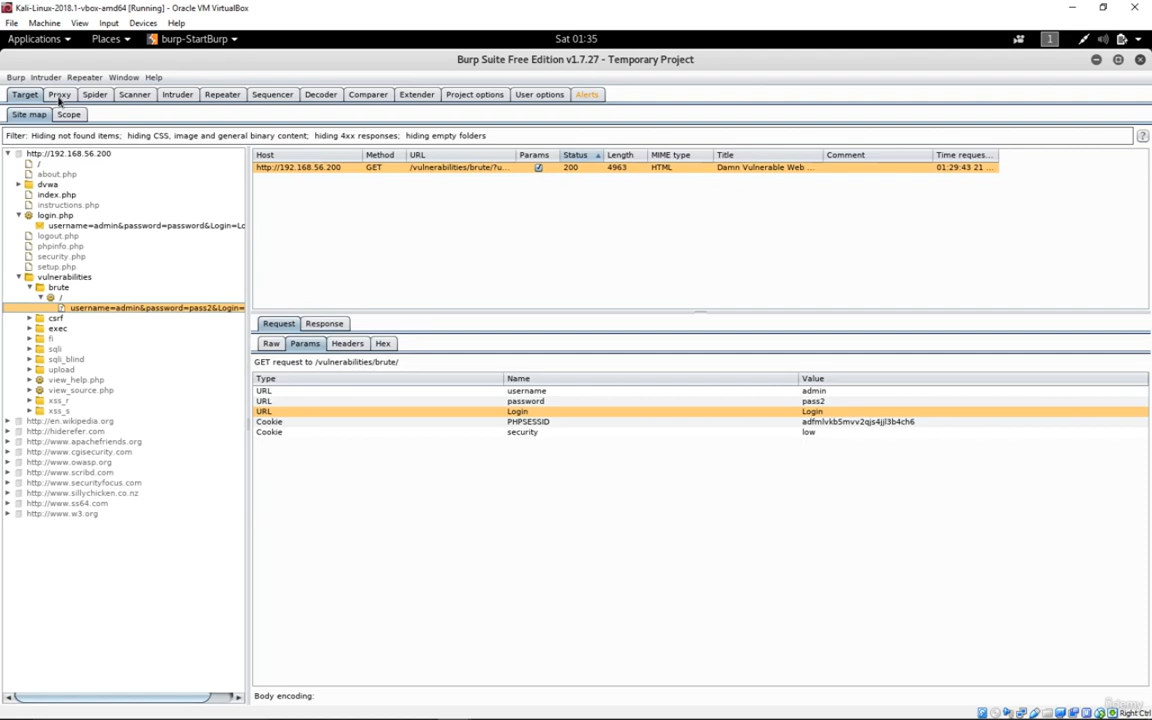 Kali-Linux-2018.1-vbox-amd64 [Running] - Oracle VM VirtualBox
File Machine View Input Devices Help
Applications Places burp-StartBurp Sat 01:35 1
Burp Suite Free Edition v1.7.27 - Temporary Project
Burp Intruder Repeater Window Help
Target Proxy Spider Scanner Intruder Repeater Sequencer Decoder Comparer Extender Project options User options Alerts
Site map Scope
Filter: Hiding not found items; hiding CSS, image and general binary content; hiding 4xx responses; hiding empty folders ?
http://192.168.56.200
/
about.php
dvwa
index.php
instructions.php
login.php
username=admin&password=password&Login=Lo
logout.php
phpinfo.php
security.php
setup.php
vulnerabilities
brute
/
username=admin&password=pass2&Login=
csrf
exec
fi
sqli
sqli_blind
upload
view_help.php
view_source.php
xss_r
xss_s
http://en.wikipedia.org
http://hiderefer.com
http://www.apachefriends.org
http://www.cgisecurity.com
http://www.owasp.org
http://www.scribd.com
http://www.securityfocus.com
http://www.sillychicken.co.nz
http://www.ss64.com
http://www.w3.org
Host Method URL Params Status Length MIME type Title Comment Time reques...
http://192.168.56.200 GET /vulnerabilities/brute/?u... 200 4963 HTML Damn Vulnerable Web ... 01:29:43 21 ...
Request Response
Raw Params Headers Hex
GET request to /vulnerabilities/brute/
Type Name Value
URL username admin
URL password pass2
URL Login Login
Cookie PHPSESSID adfmlvkb5mvv2qjs4jjl3b4ch6
Cookie security low
Body encoding:
Udemy
Right Ctrl